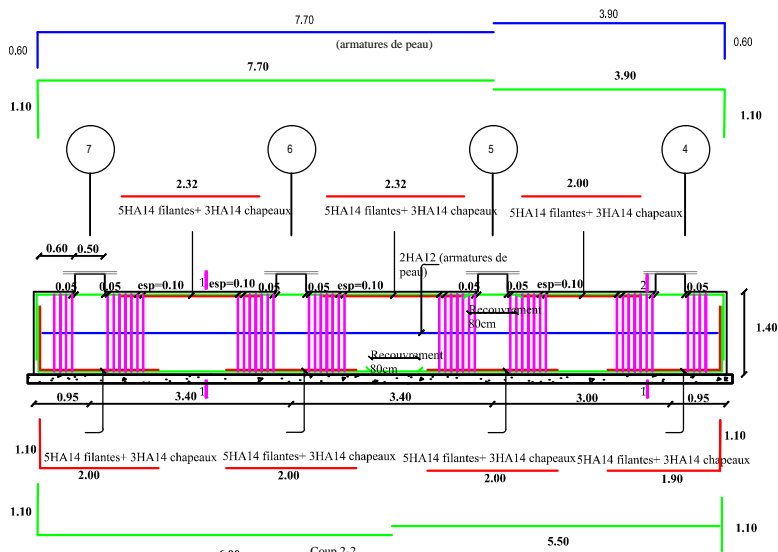 7.70
3.90
0.60
(armatures de peau)
0.60
7.70
3.90
1.10
1.10
7
6
5
4
2.32
2.32
2.00
5HA14 filantes+ 3HA14 chapeaux
5HA14 filantes+ 3HA14 chapeaux
5HA14 filantes+ 3HA14 chapeaux
0.60
0.50
2HA12 (armatures de
peau)
0.05
0.05
esp=0.10
1
esp=0.10
0.05
0.05
esp=0.10
0.05
0.05
esp=0.10
2
0.05
Recouvrement
80cm
1.40
Recouvrement
80cm
0.95
3.40
1
3.40
3.00
1
0.95
1.10
1.10
5HA14 filantes+ 3HA14 chapeaux
5HA14 filantes+ 3HA14 chapeaux
5HA14 filantes+ 3HA14 chapeaux
5HA14 filantes+ 3HA14 chapeaux
2.00
2.00
2.00
1.90
1.10
1.10
5.50
Coup 2-2